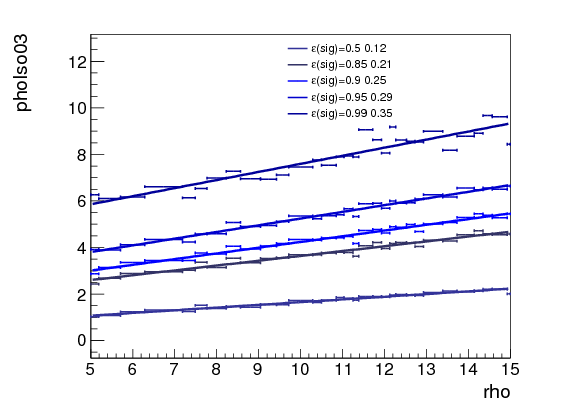 phoIso03
12
10
8
6
4
2
0
ε(sig)=0.5 0.12
ε(sig)=0.85 0.21
ε(sig)=0.9 0.25
ε(sig)=0.95 0.29
ε(sig)=0.99 0.35
5 6 7 8 9 10 11 12 13 14 15
rho